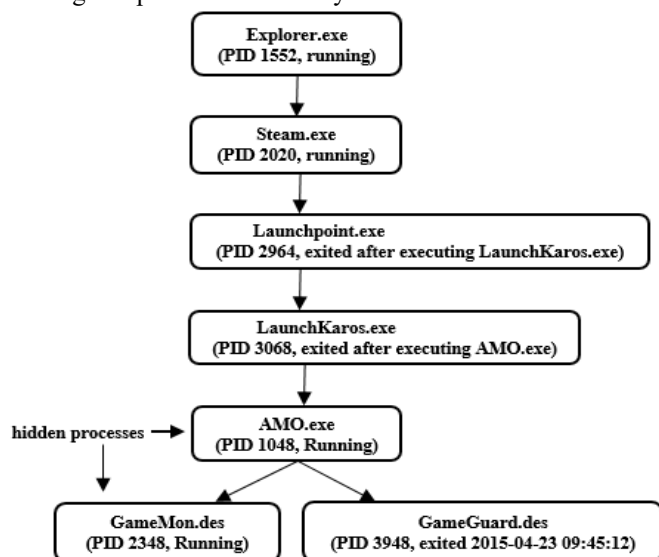 Explorer.exe
(PID 1552, running)
Steam.exe
(PID 2020, running)
Launchpoint.exe
(PID 2964, exited after executing LaunchKaros.exe)
LaunchKaros.exe
(PID 3068, exited after executing AMO.exe)
hidden processes
AMO.exe
(PID 1048, Running)
GameMon.des
(PID 2348, Running)
GameGuard.des
(PID 3948, exited 2015-04-23 09:45:12)